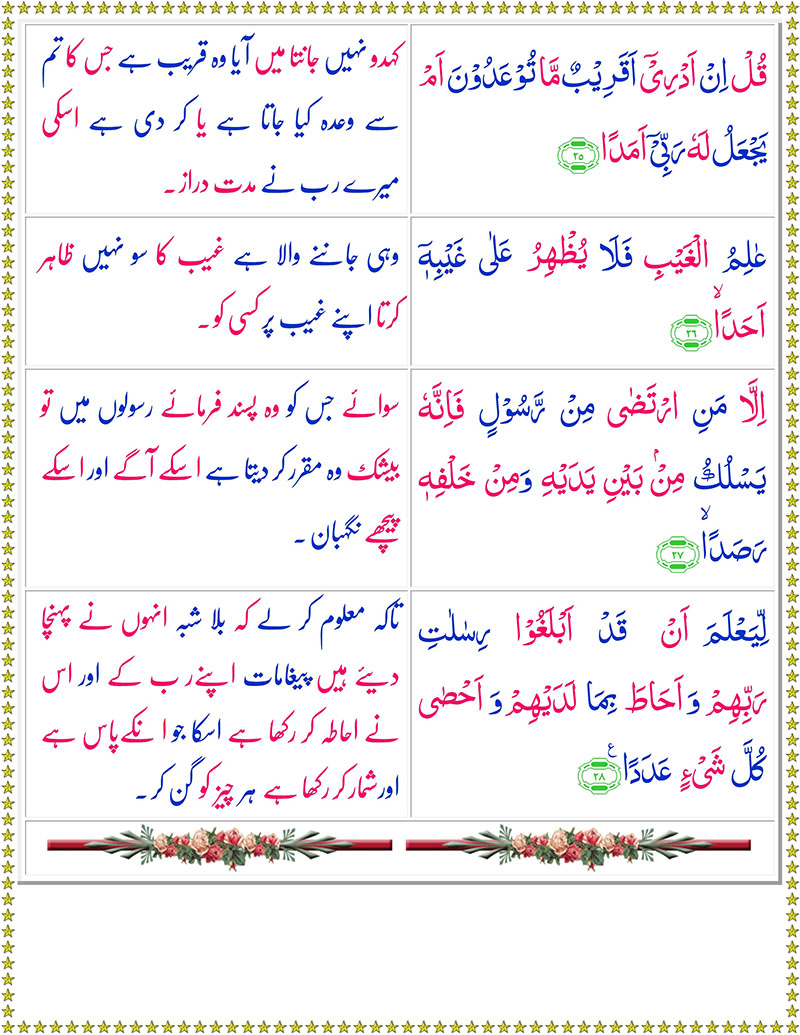 قُلْ اِنْ اَدْرِيْٓ اَقَرِيْبٌ مَّا تُوْعَدُوْنَ اَمْ
يَجْعَلُ لَهٗ رَبِّيْٓ اَمَدًا ۲۵
کہدو نہیں جانتا میں آیا وہ قریب ہے جس کا تم
سے وعدہ کیا جاتا ہے یا کر دی ہے اسکی
میرے رب نے مدت دراز۔
عٰلِمُ الْغَيْبِ فَلَا يُظْهِرُ عَلٰى غَيْبِهٖٓ
اَحَدًاۙ ۲۶
وہی جاننے والا ہے غیب کا سو نہیں ظاہر
کرتا اپنے غیب پر کسی کو۔
اِلَّا مَنِ ارْتَضٰى مِنْ رَّسُوْلٍ فَاِنَّهٗ
يَسْلُكُ مِنْۢ بَيْنِ يَدَيْهِ وَمِنْ خَلْفِهٖ
رَصَدًاۙ ۲۷
سوائے جس کو وہ پسند فرمائے رسولوں میں تو
بیشک وہ مقرر کر دیتا ہے اسکے آگے اور اسکے
پیچھے نگہبان ۔
لِّيَعْلَمَ اَنْ قَدْ اَبْلَغُوْا رِسٰلٰتِ
رَبِّهِمْ وَ اَحَاطَ بِمَا لَدَيْهِمْ وَ اَحْصٰى
كُلَّ شَىْءٍ عَدَدًا ع ۲۸
تاکہ معلوم کر لے کہ بلا شبہ انہوں نے پہنچا
دیئے ہیں پیغامات اپنے رب کے اور اس
نے احاطہ کر رکھا ہے اسکا جو انکے پاس ہے
اور شمار کر رکھا ہے ہر چیز کو گن کر ۔